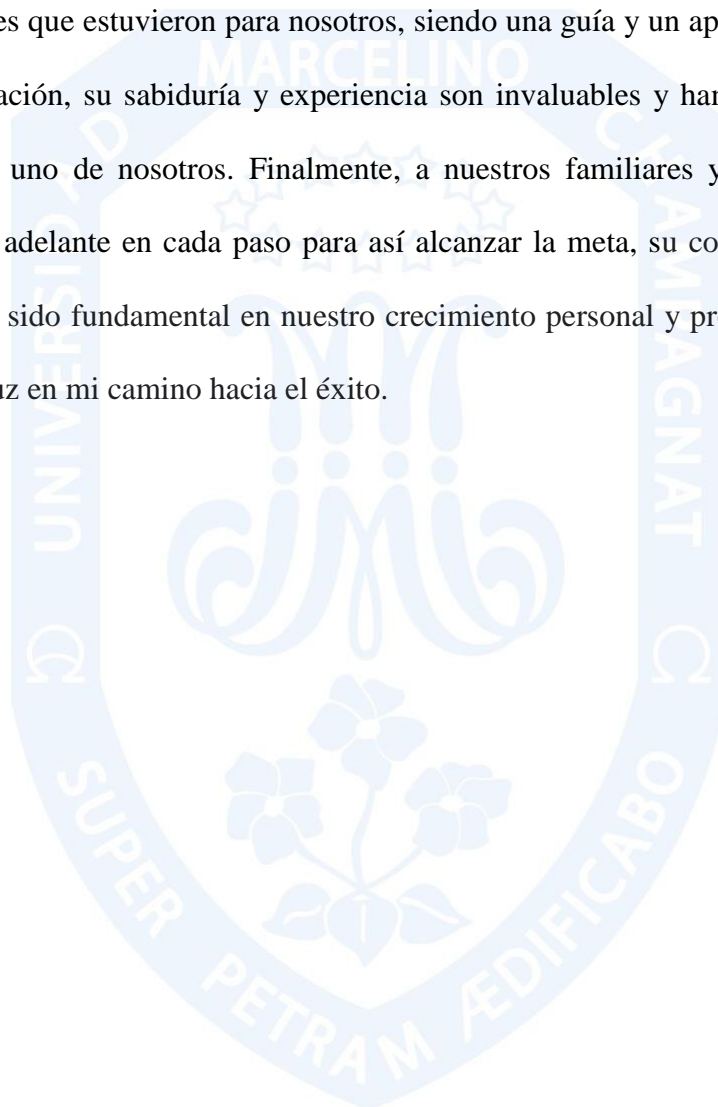 es que estuvieron para nosotros, siendo una guía y un ap
MARCELINO
ación, su sabiduría y experiencia son invaluables y har
uno de nosotros. Finalmente, a nuestros familiares y
adelante en cada paso para así alcanzar la meta, su co
sido fundamental en nuestro crecimiento personal y pr
uz en mi camino hacia el éxito.
UNIVERSIDAD
CHAMPAGNAT
SUPER PETRAM ÆDIFICABO